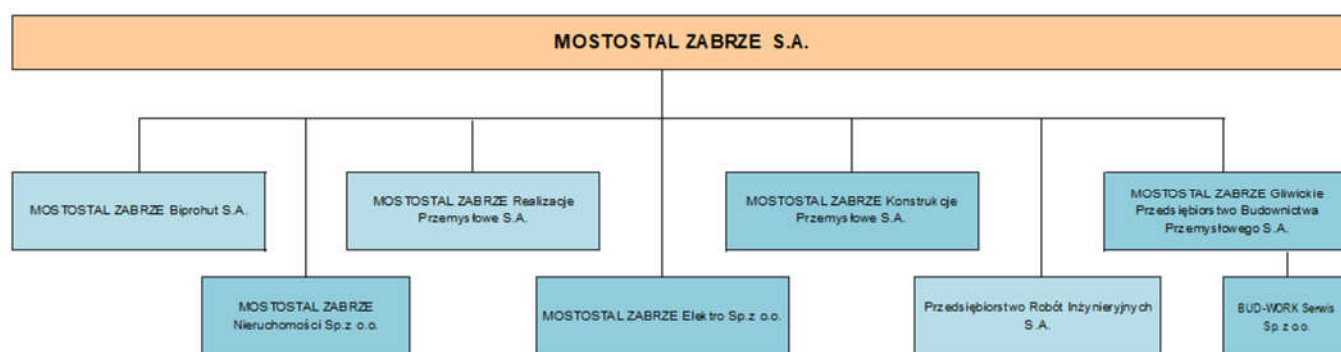 MOSTOSTAL ZABRZE S.A.
MOSTOSTAL ZABRZE Biprohut S.A.
MOSTOSTAL ZABRZE Realizacje
Przemysłowe S.A.
MOSTOSTAL ZABRZE Konstrukcje
Przemysłowe S.A.
MOSTOSTAL ZABRZE Gliwickie
Przedsiębiorstwo Budownictwa
Przemysłowego S.A.
MOSTOSTAL ZABRZE
Nieruchomości Sp.z o.o.
MOSTOSTAL ZABRZE Elektro Sp.z o.o.
Przedsiębiorstwo Robót Inżynieryjnych
S.A.
BUD-WORK Serwis
Sp. z o.o.